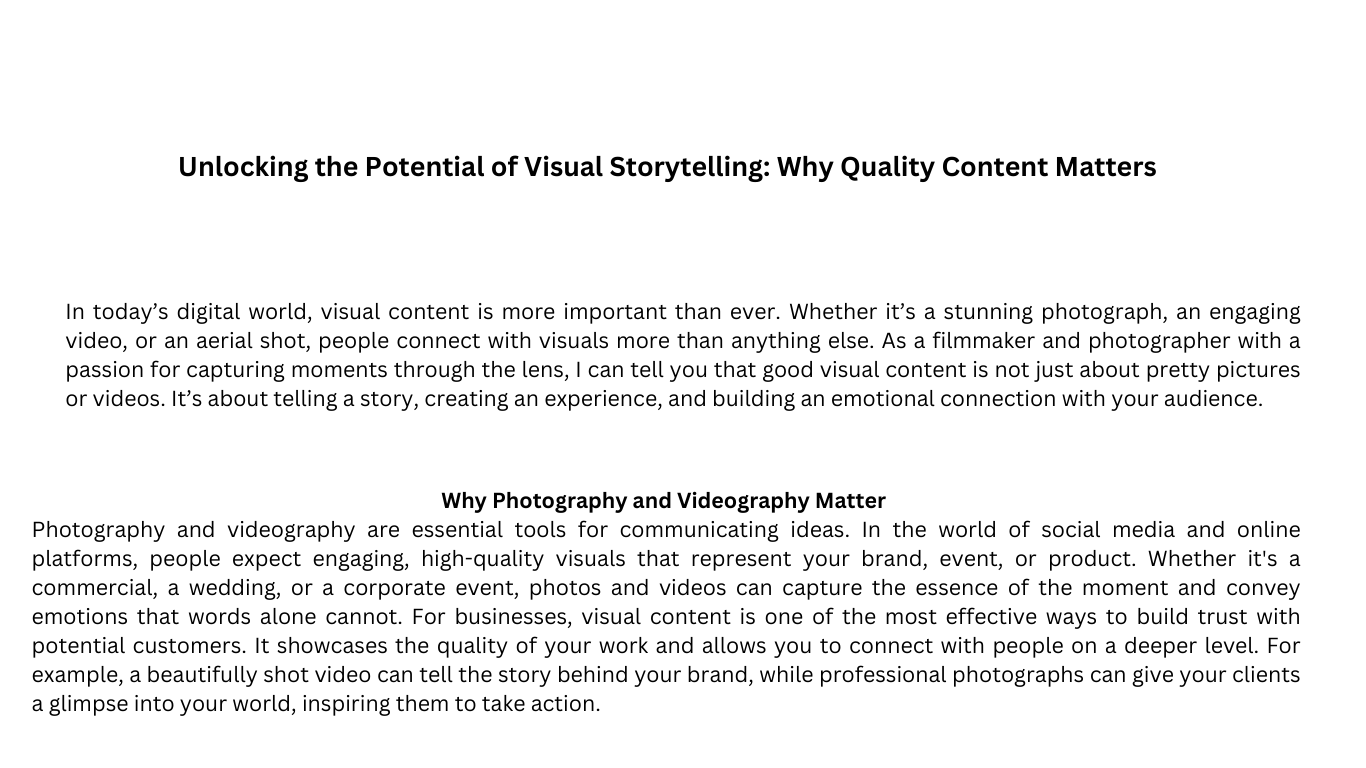 Unlocking the Potential of Visual Storytelling: Why Quality Content Matters
In today’s digital world, visual content is more important than ever. Whether it’s a stunning photograph, an engaging
video, or an aerial shot, people connect with visuals more than anything else. As a filmmaker and photographer with a
passion for capturing moments through the lens, I can tell you that good visual content is not just about pretty pictures
or videos. It’s about telling a story, creating an experience, and building an emotional connection with your audience.
Why Photography and Videography Matter
Photography and videography are essential tools for communicating ideas. In the world of social media and online
platforms, people expect engaging, high-quality visuals that represent your brand, event, or product. Whether it's a
commercial, a wedding, or a corporate event, photos and videos can capture the essence of the moment and convey
emotions that words alone cannot. For businesses, visual content is one of the most effective ways to build trust with
potential customers. It showcases the quality of your work and allows you to connect with people on a deeper level. For
example, a beautifully shot video can tell the story behind your brand, while professional photographs can give your clients
a glimpse into your world, inspiring them to take action.